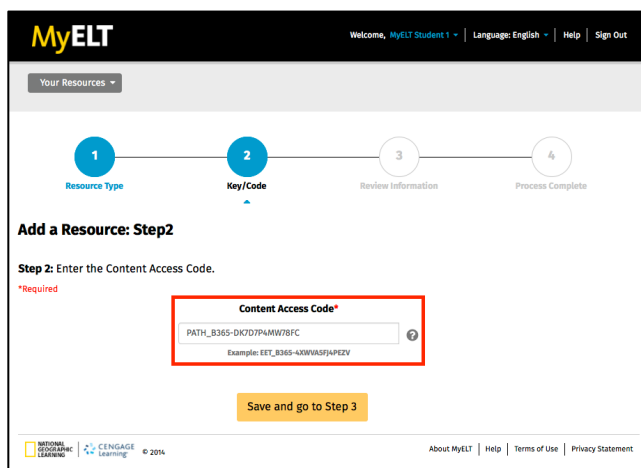 MyELT
Welcome, MyELT Student 1 | Language: English | Help | Sign Out
Your Resources
1 2 3 4
Resource Type Key/Code Review Information Process Complete
Add a Resource: Step2
Step 2: Enter the Content Access Code.
*Required
Content Access Code*
PATH_B365-DK7D7P4MW78FC ?
Example: EET_B365-4XWVA5FJ4PEZV
Save and go to Step 3
NATIONAL
GEOGRAPHIC
LEARNING
CENGAGE
Learning
© 2014
About MyELT | Help | Terms of Use | Privacy Statement